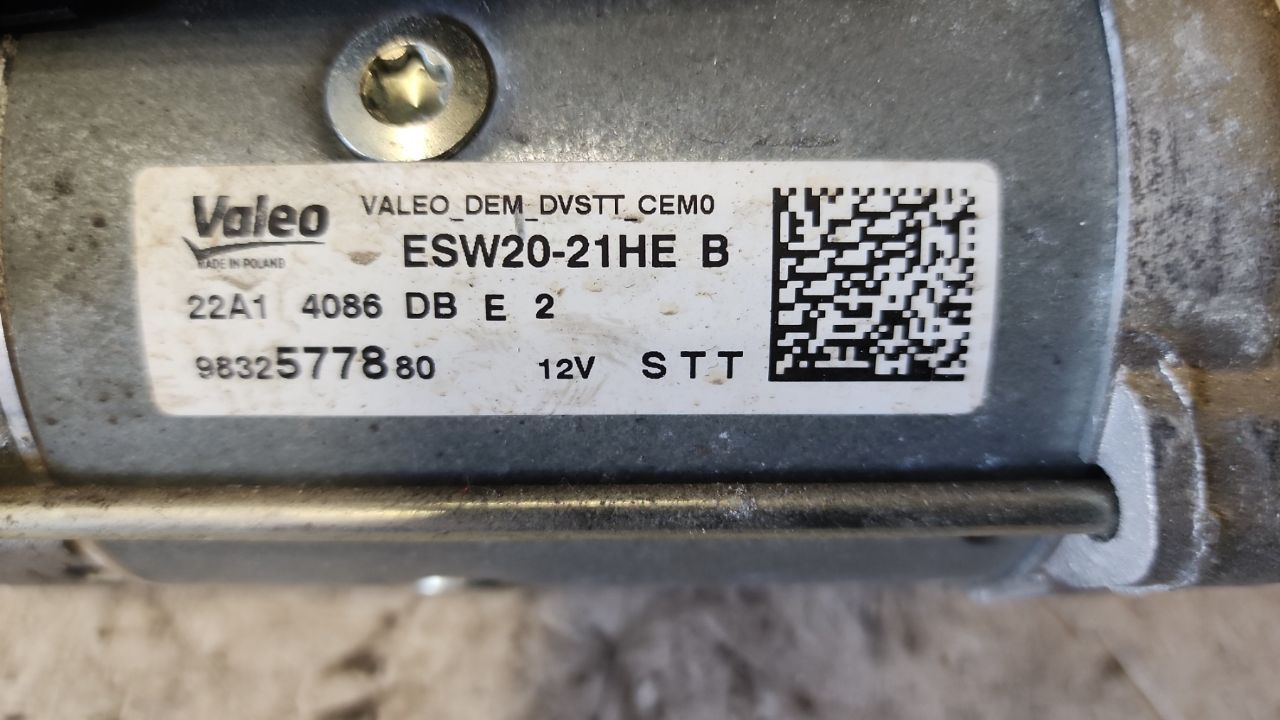 Valeo VALEO_DEM_DVSTT_CEM0
MADE IN POLAND ESW20-21HE B
22A1 4086 DB E 2
9832577880 12V STT